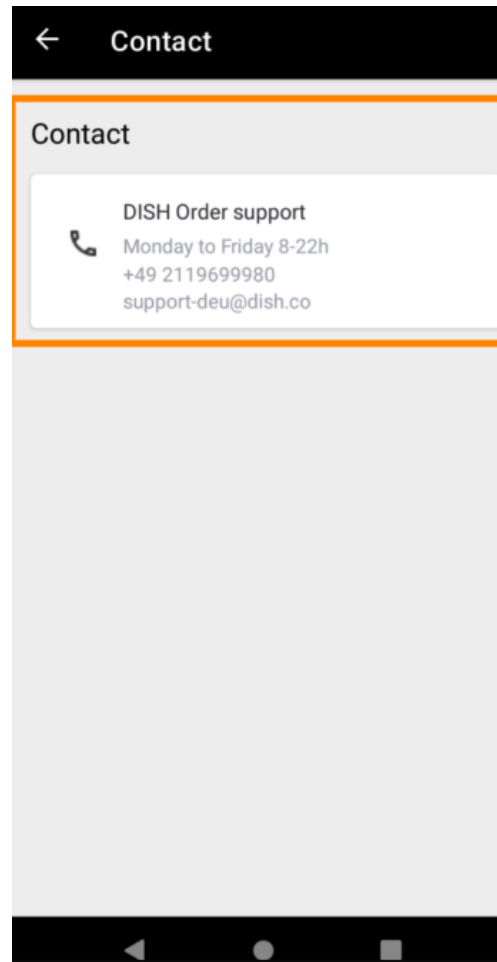 Contact
Contact
DISH Order support
Monday to Friday 8-22h
+49 2119699980
support-deu@dish.co